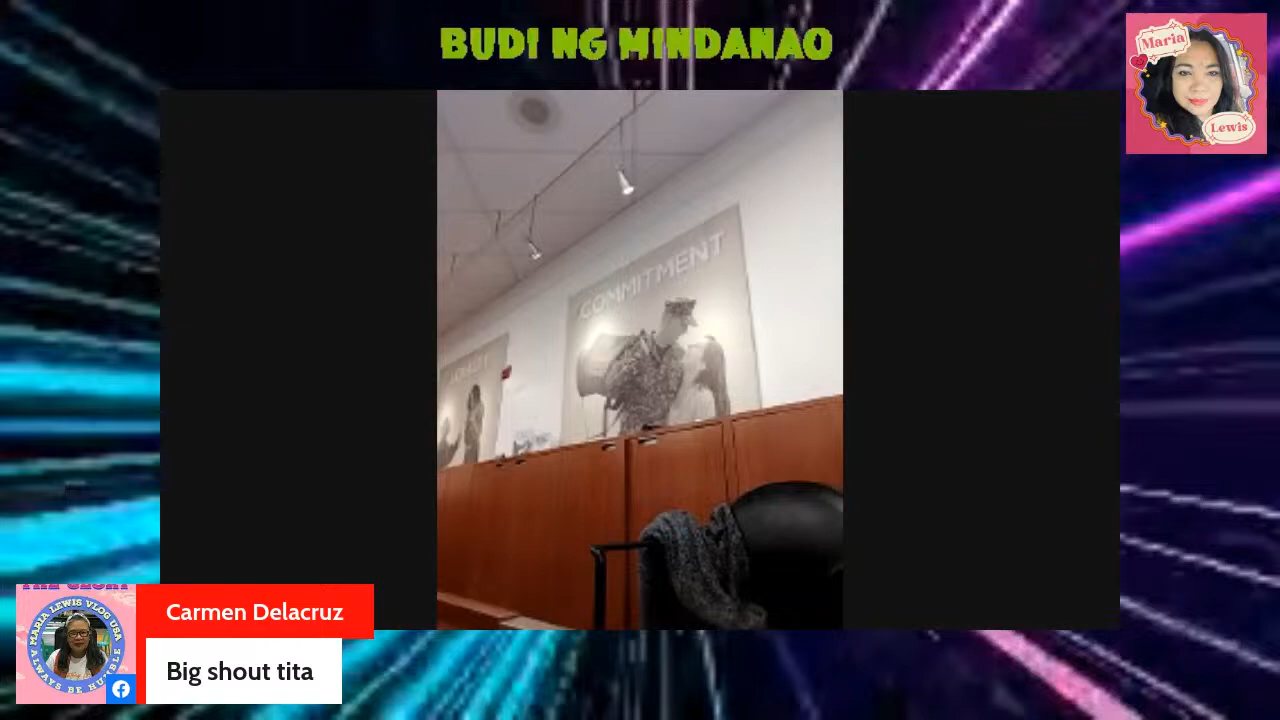 BUDI NG MINDANAO
Maria
Lewis
COMMITMENT
Carmen Delacruz
Big shout tita
MARIA LEWIS VLOG USA
ALWAYS BE HUMBLE